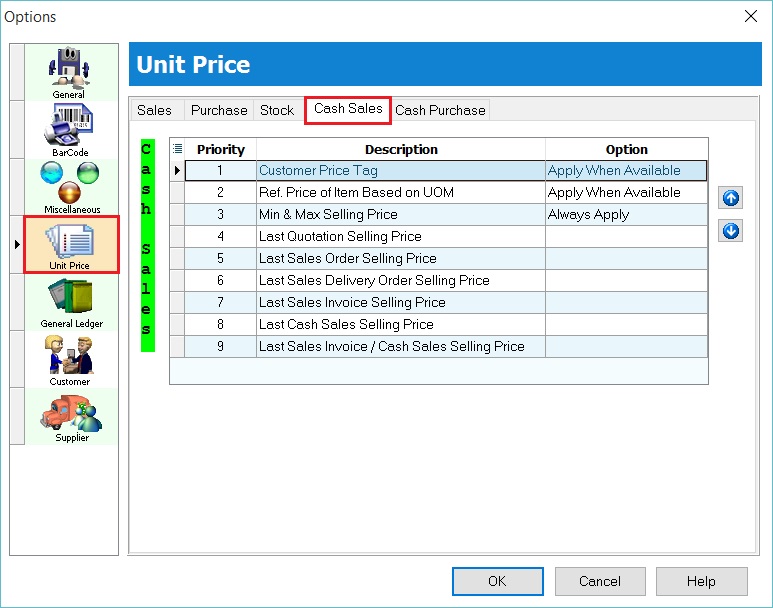 Options
General
BarCode
Miscellaneous
Unit Price
General Ledger
Customer
Supplier
Unit Price
Sales Purchase Stock Cash Sales Cash Purchase
Cash Sales
Priority Description Option
1 Customer Price Tag Apply When Available
2 Ref. Price of Item Based on UOM Apply When Available
3 Min & Max Selling Price Always Apply
4 Last Quotation Selling Price
5 Last Sales Order Selling Price
6 Last Sales Delivery Order Selling Price
7 Last Sales Invoice Selling Price
8 Last Cash Sales Selling Price
9 Last Sales Invoice / Cash Sales Selling Price
OK Cancel Help